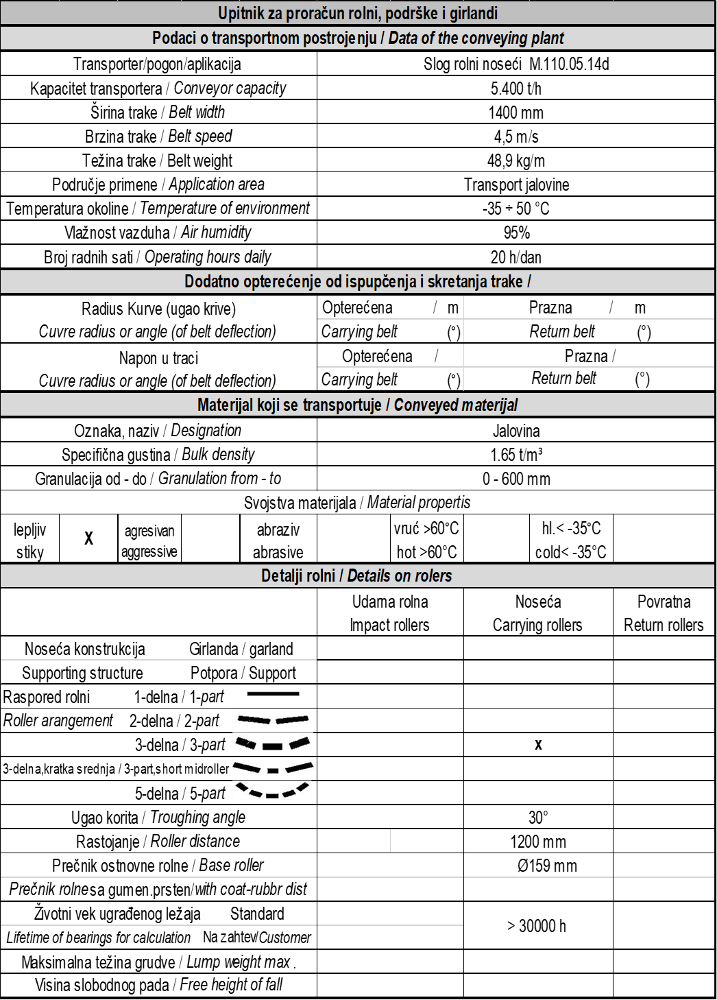 Upitnik za proračun rolni, podrške i girlandi
Podaci o transportnom postrojenju / Data of the conveying plant
Transporter/pogon/aplikacija Slog rolni noseći M.110.05.14d
Kapacitet transportera / Conveyor capacity 5.400 t/h
Širina trake / Belt width 1400 mm
Brzina trake / Belt speed 4,5 m/s
Težina trake / Belt weight 48,9 kg/m
Područje primene / Application area Transport jalovine
Temperatura okoline / Temperature of environment -35 ÷ 50 °C
Vlažnost vazduha / Air humidity 95%
Broj radnih sati / Operating hours daily 20 h/dan
Dodatno opterećenje od ispupčenja i skretanja trake /
Radius Kurve (ugao krive) Opterećena / m Prazna / m
Cuvre radius or angle (of belt deflection) Carrying belt (°) Return belt (°)
Napon u traci Opterećena / Prazna /
Cuvre radius or angle (of belt deflection) Carrying belt (°) Return belt (°)
Materijal koji se transportuje / Conveyed materijal
Oznaka, naziv / Designation Jalovina
Specifična gustina / Bulk density 1.65 t/m³
Granulacija od - do / Granulation from - to 0 - 600 mm
Svojstva materijala / Material propertis
lepljiv X agresivan abraziv vruć >60°C hl.< -35°C
stiky aggressive abrasive hot >60°C cold< -35°C
Detalji rolni / Details on rolers
Udarna rolna Noseća Povratna
Impact rollers Carrying rollers Return rollers
Noseća konstrukcija Girlanda / garland
Supporting structure Potpora / Support
Raspored rolni 1-delna / 1-part
Roller arangement 2-delna / 2-part
3-delna / 3-part x
3-delna,kratka srednja / 3-part,short midroller
5-delna / 5-part
Ugao korita / Troughing angle 30°
Rastojanje / Roller distance 1200 mm
Prečnik ostnovne rolne / Base roller Ø159 mm
Prečnik rolne sa gumen.prsten/with coat-rubbr dist
Životni vek ugrađenog ležaja Standard > 30000 h
Lifetime of bearings for calculation Na zahtev/Customer
Maksimalna težina grudve / Lump weight max .
Visina slobodnog pada / Free height of fall